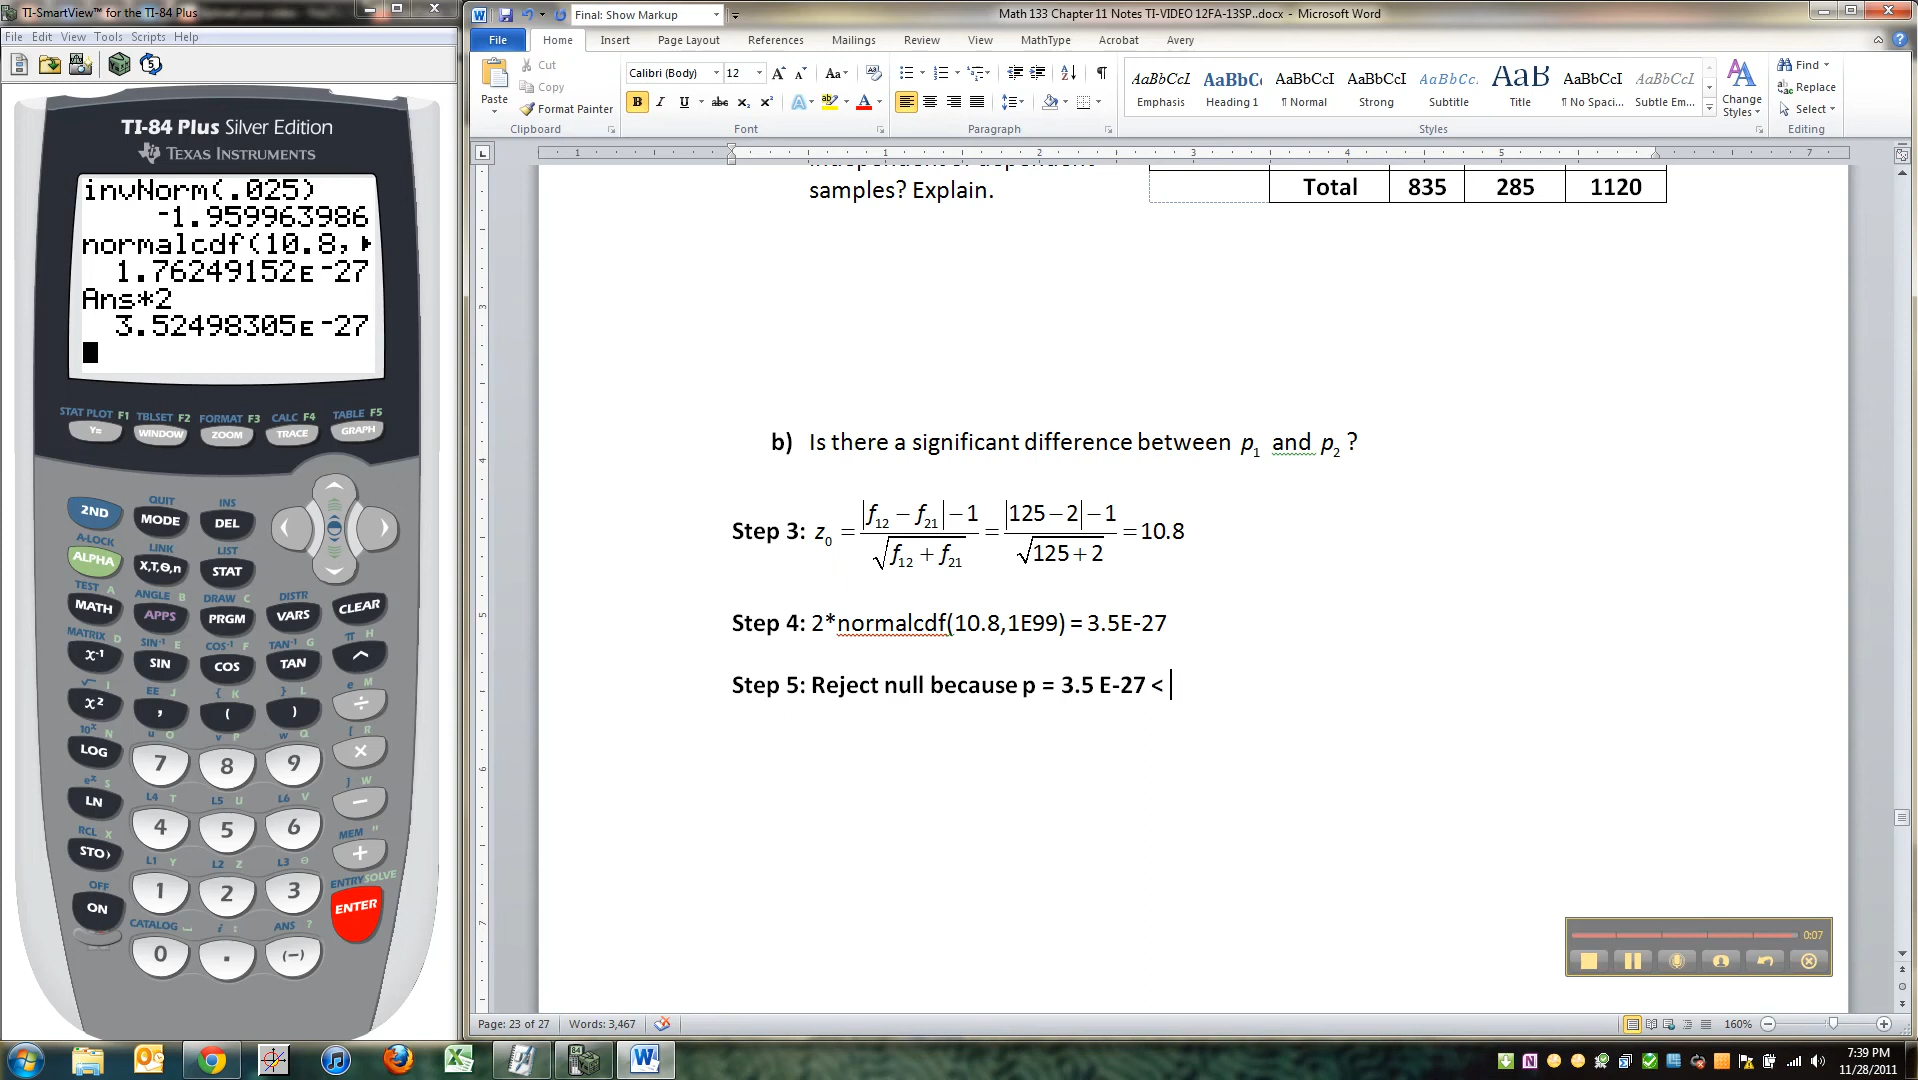 TI-SmartView™ for the TI-84 Plus
File Edit View Tools Scripts Help
TI-84 Plus Silver Edition
TEXAS INSTRUMENTS
invNorm(.025)
-1.959963986
normalcdf(10.8,
1.76249152E-27
Ans*2
3.52498305E-27
STAT PLOT F1 TBLSET F2 FORMAT F3 CALC F4 TABLE F5
Y= WINDOW ZOOM TRACE GRAPH
QUIT INS
2ND MODE DEL
A-LOCK LINK LIST
ALPHA X,T,Θ,n STAT
TEST A ANGLE B DRAW C DISTR
MATH APPS PRGM VARS CLEAR
MATRIX D SIN-1 E COS-1 F TAN-1 G π H
x-1 SIN COS TAN ^
√ I EE J { K } L e M
x2 , ( ) ÷
10x N u O v P w Q [ R
LOG 7 8 9 ×
ex S L4 T L5 U L6 V ] W
LN 4 5 6 −
RCL X L1 Y L2 Z L3 θ MEM "
STO› 1 2 3 +
OFF CATALOG i : ANS ? ENTRY SOLVE
ON 0 . (−) ENTER
Final: Show Markup
Math 133 Chapter 11 Notes TI-VIDEO 12FA-13SP..docx - Microsoft Word
File Home Insert Page Layout References Mailings Review View MathType Acrobat Avery
Paste Cut
Copy
Format Painter
Clipboard
Calibri (Body) 12
Font
Paragraph
AaBbCcI AaBbC AaBbCcI AaBbCcI AaBbCc. AaB AaBbCcI AaBbCcI
Emphasis Heading 1 ¶ Normal Strong Subtitle Title ¶ No Spaci... Subtle Em...
Styles
Change Styles
Find
Replace
Select
Editing
samples? Explain.
Total 835 285 1120
b) Is there a significant difference between p1 and p2 ?
Step 3: z0 = |f12 − f21| − 1 / √f12 + f21 = |125 − 2| − 1 / √125 + 2 = 10.8
Step 4: 2*normalcdf(10.8,1E99) = 3.5E-27
Step 5: Reject null because p = 3.5 E-27 <
0:07
Page: 23 of 27 Words: 3,467 160%
7:39 PM
11/28/2011